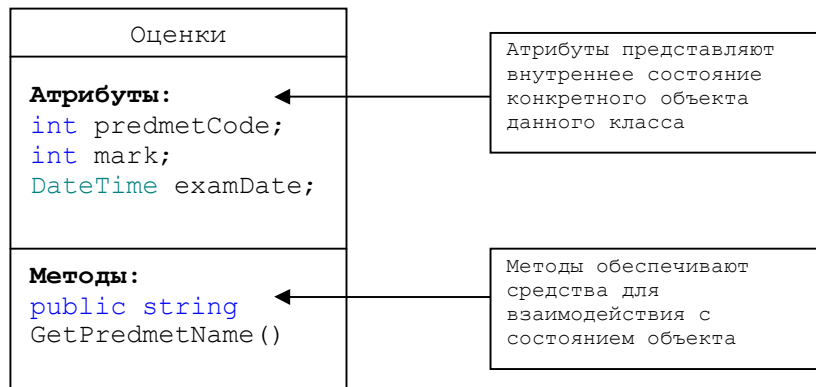 Оценки
Атрибуты:
int predmetCode;
int mark;
DateTime examDate;
Методы:
public string
GetPredmetName()
Атрибуты представляют
внутреннее состояние
конкретного объекта
данного класса
Методы обеспечивают
средства для
взаимодействия с
состоянием объекта